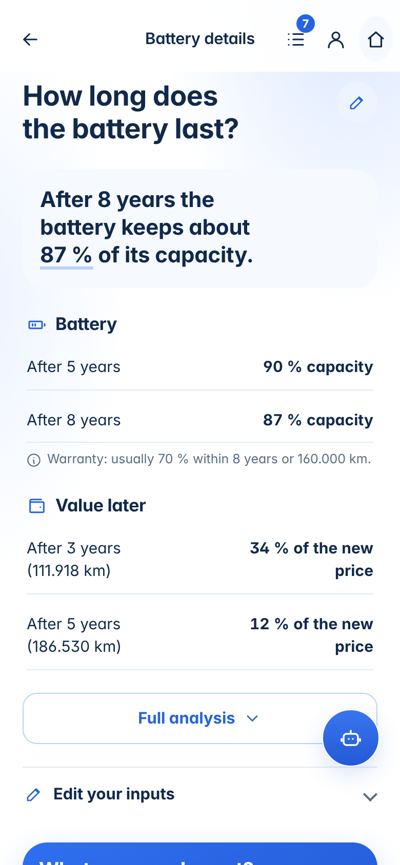 7
Battery details
How long does
the battery last?
After 8 years the
battery keeps about
87 % of its capacity.
Battery
After 5 years 90 % capacity
After 8 years 87 % capacity
Warranty: usually 70 % within 8 years or 160.000 km.
Value later
After 3 years 34 % of the new
(111.918 km) price
After 5 years 12 % of the new
(186.530 km) price
Full analysis
Edit your inputs